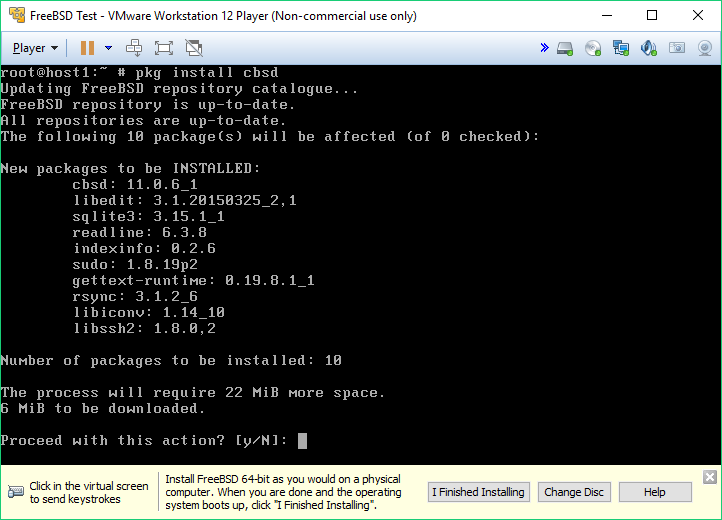 FreeBSD Test - VMware Workstation 12 Player (Non-commercial use only)
Player
root@host1:~ # pkg install cbsd
Updating FreeBSD repository catalogue...
FreeBSD repository is up-to-date.
All repositories are up-to-date.
The following 10 package(s) will be affected (of 0 checked):
New packages to be INSTALLED:
cbsd: 11.0.6_1
libedit: 3.1.20150325_2,1
sqlite3: 3.15.1_1
readline: 6.3.8
indexinfo: 0.2.6
sudo: 1.8.19p2
gettext-runtime: 0.19.8.1_1
rsync: 3.1.2_6
libiconv: 1.14_10
libssh2: 1.8.0,2
Number of packages to be installed: 10
The process will require 22 MiB more space.
6 MiB to be downloaded.
Proceed with this action? [y/N]:
Click in the virtual screen
to send keystrokes
Install FreeBSD 64-bit as you would on a physical
computer. When you are done and the operating
system boots up, click "I Finished Installing".
I Finished Installing
Change Disc
Help